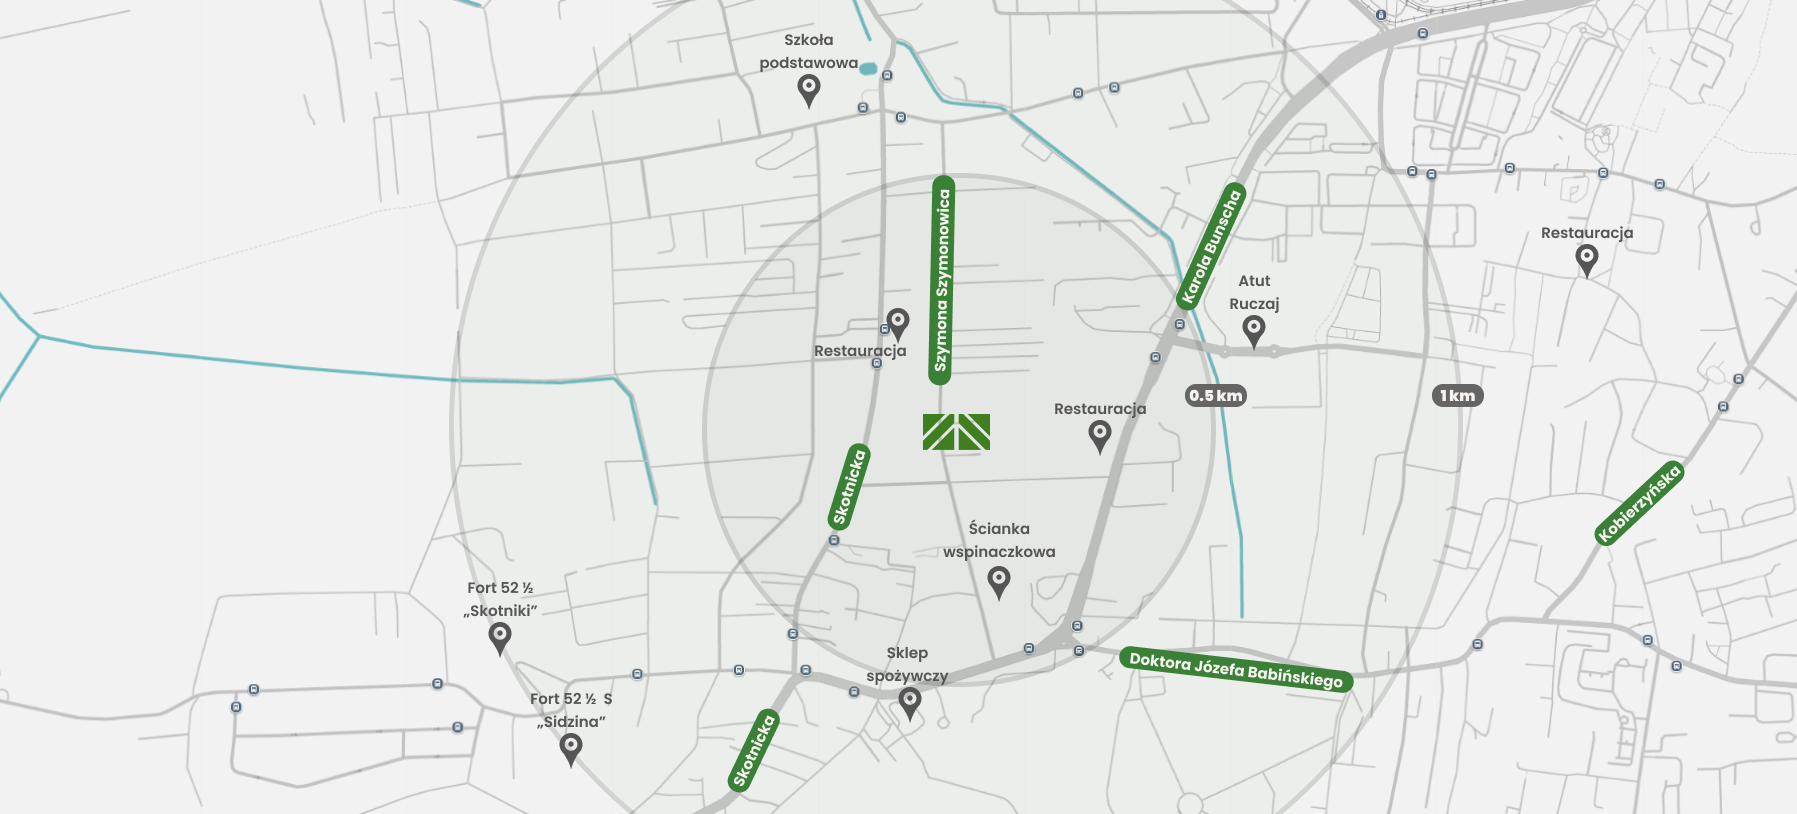 Szkoła
podstawowa
Szymona Szymonowica
Karola Bunscha
Restauracja
Atut
Ruczaj
Restauracja
0.5 km
1 km
Restauracja
Skotnicka
Kobierzyńska
Ścianka
wspinaczkowa
Fort 52 ½
„Skotniki”
Sklep
spożywczy
Doktora Józefa Babińskiego
Fort 52 ½ S
„Sidzina”
Skotnicka